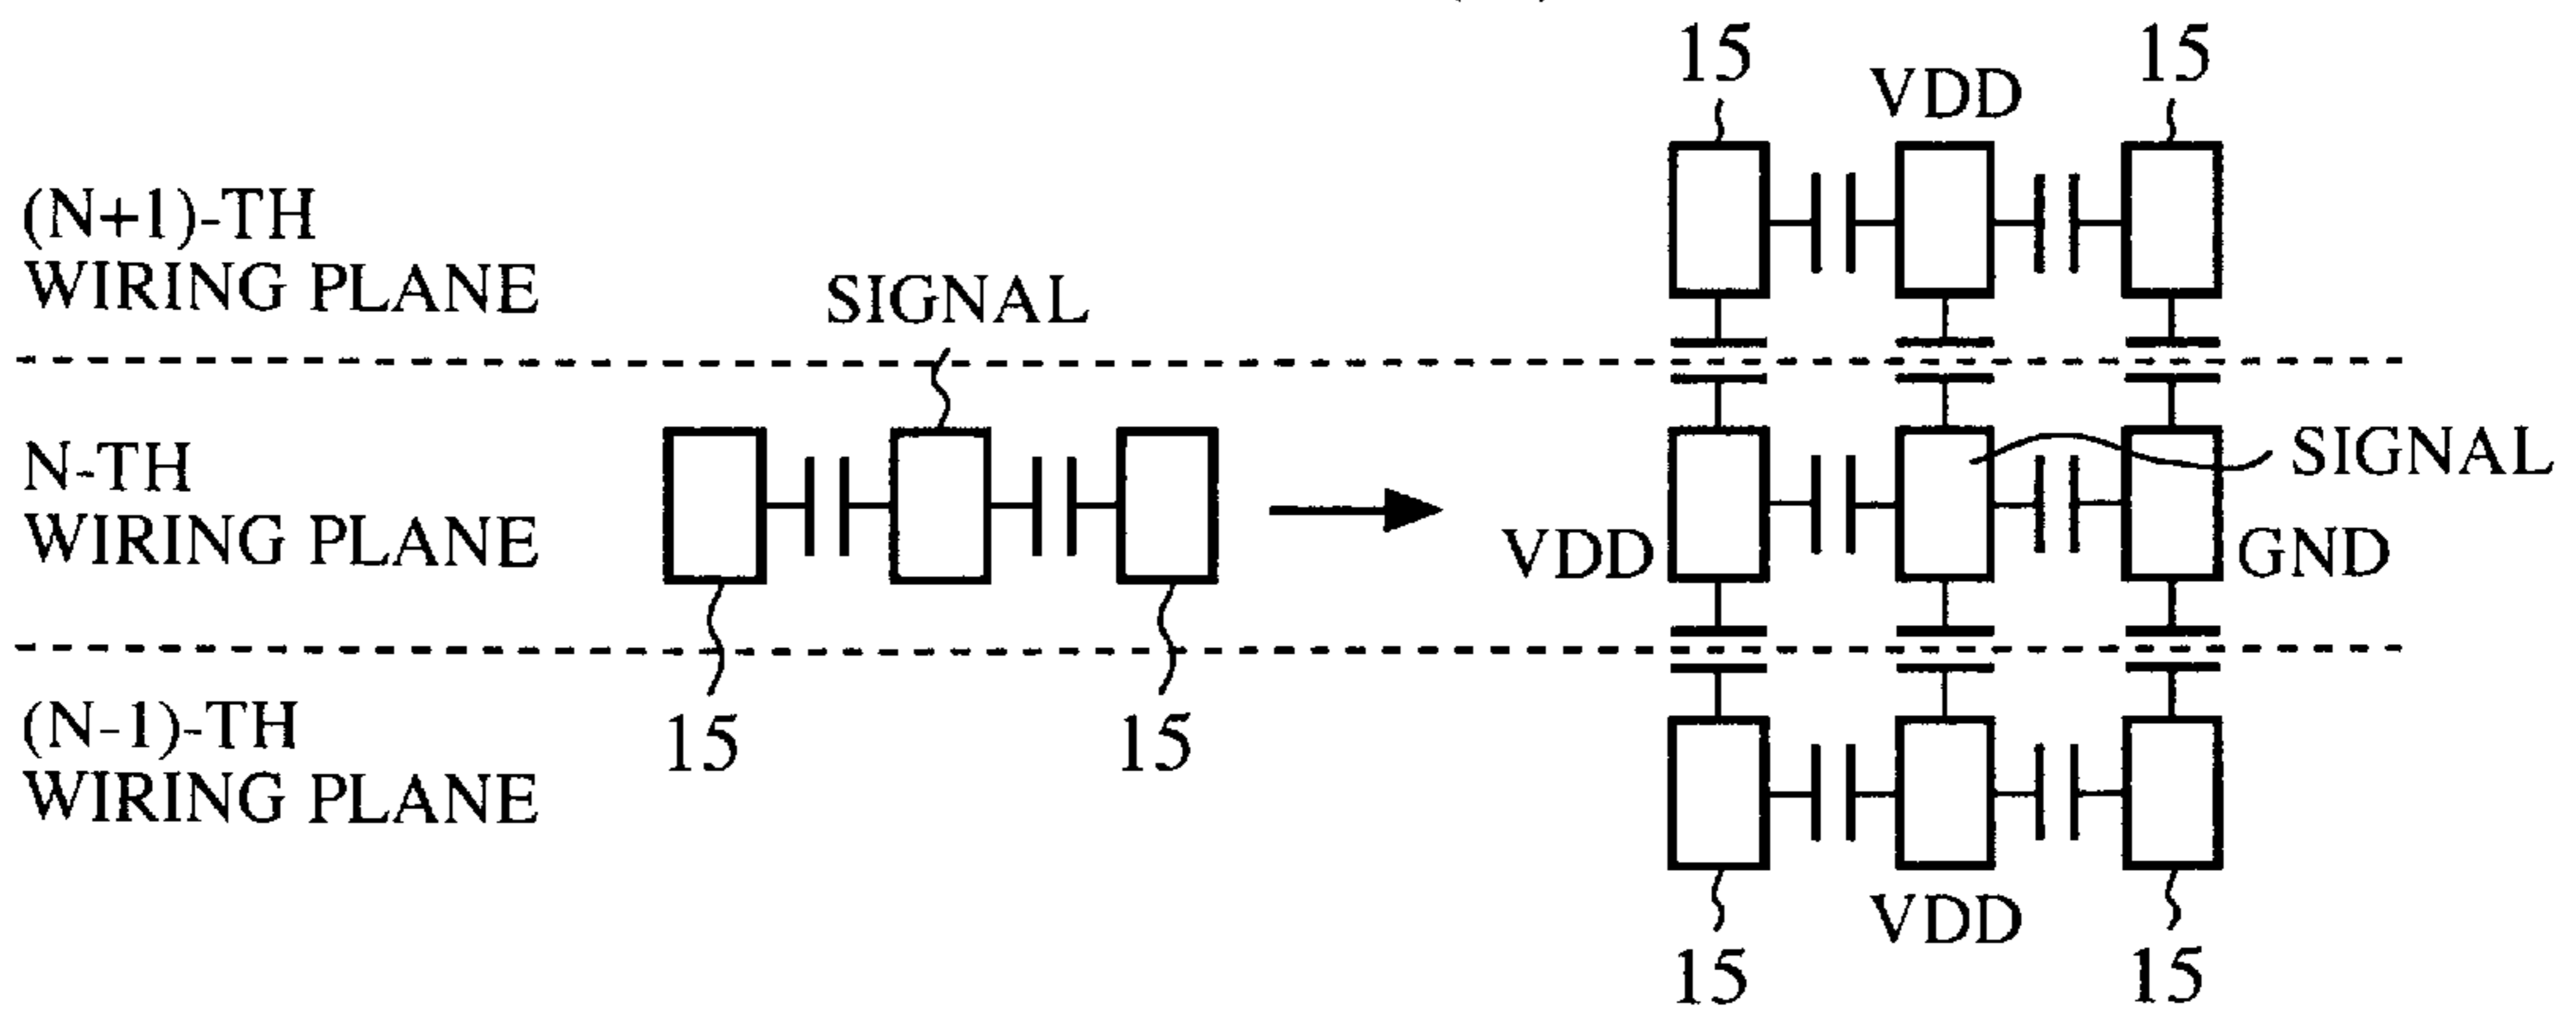 15
15
VDD
(N+1)-TH
WIRING PLANE
SIGNAL
N-TH
WIRING PLANE
SIGNAL
VDD
GND
(N-1)-TH
WIRING PLANE
15
15
VDD
15
15